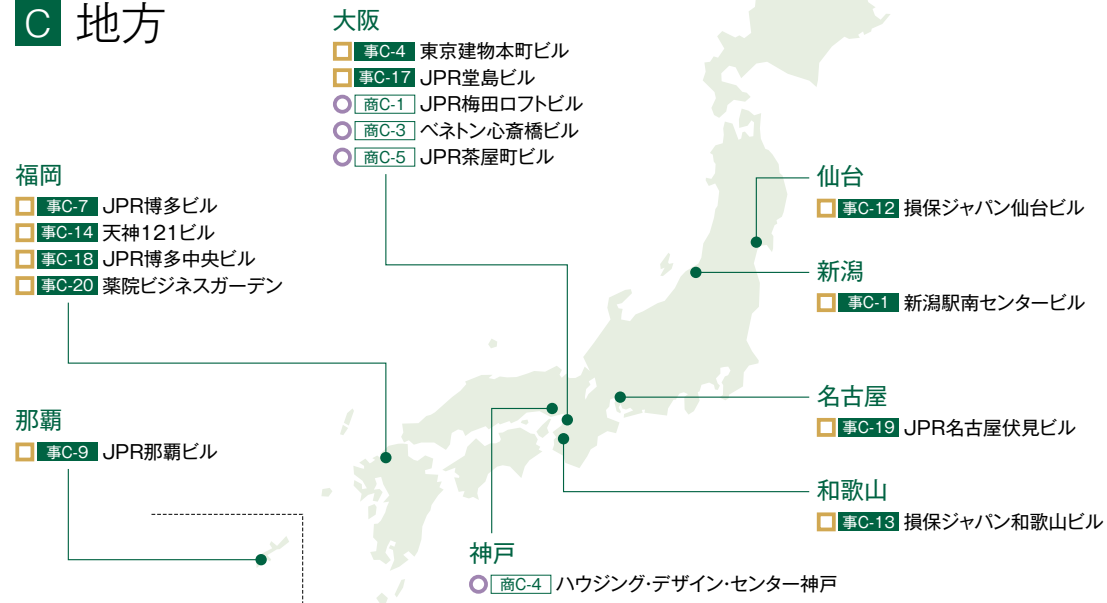 C 地方
大阪
事C-4 東京建物本町ビル
事C-17 JPR堂島ビル
商C-1 JPR梅田ロフトビル
商C-3 ベネトン心斎橋ビル
商C-5 JPR茶屋町ビル
福岡
事C-7 JPR博多ビル
事C-14 天神121ビル
事C-18 JPR博多中央ビル
事C-20 薬院ビジネスガーデン
仙台
事C-12 損保ジャパン仙台ビル
新潟
事C-1 新潟駅南センタービル
名古屋
事C-19 JPR名古屋伏見ビル
那覇
事C-9 JPR那覇ビル
和歌山
事C-13 損保ジャパン和歌山ビル
神戸
商C-4 ハウジング・デザイン・センター神戸